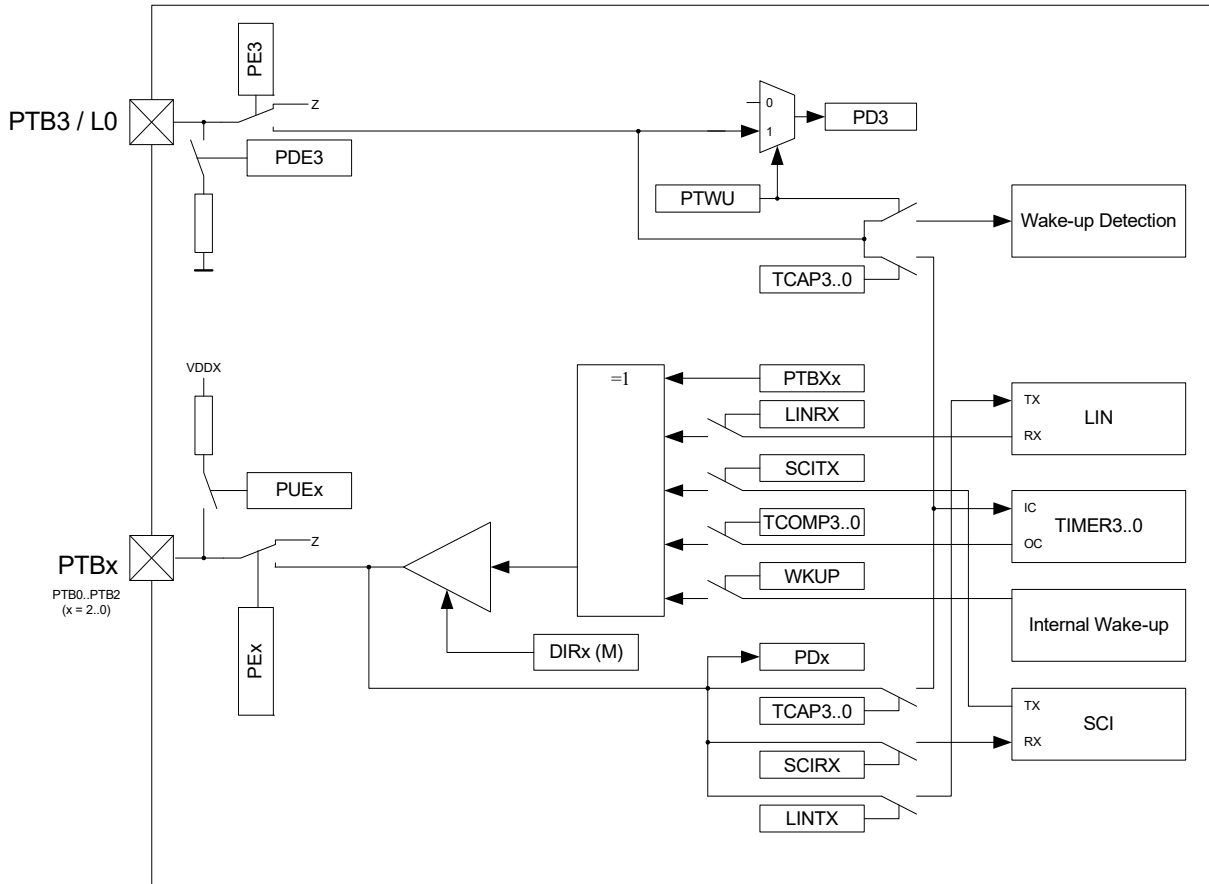 PE3
Z
PTB3 / L0
0
1
PD3
PDE3
PTWU
Wake-up Detection
TCAP3..0
VDDX
=1
PTBXx
LINRX
TX
LIN
RX
SCITX
PUEx
TCOMP3..0
IC
TIMER3..0
OC
Z
PTBx
PTB0..PTB2
(x = 2..0)
WKUP
Internal Wake-up
DIRx (M)
PDx
PEx
TCAP3..0
TX
SCI
RX
SCIRX
LINTX